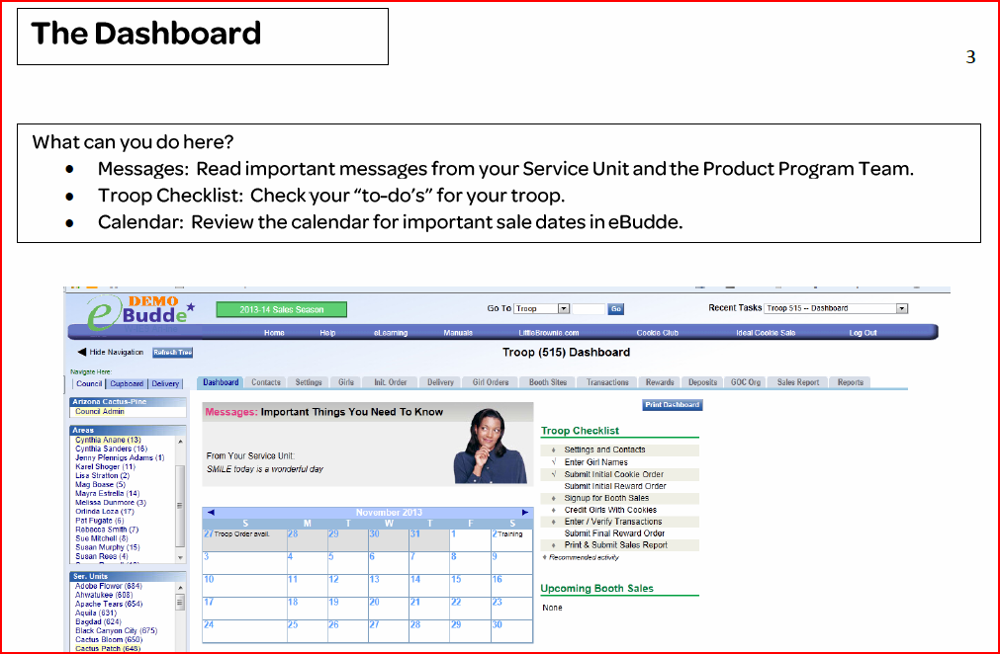 The Dashboard
3
What can you do here?
● Messages: Read important messages from your Service Unit and the Product Program Team.
● Troop Checklist: Check your “to-do’s” for your troop.
● Calendar: Review the calendar for important sale dates in eBudde.
DEMO
eBudde
2013-14 Sales Season
Go To Troop Go
Recent Tasks Troop 515 -- Dashboard
Home Help eLearning Manuals LittleBrownie.com Cookie Club Ideal Cookie Sale Log Out
Hide Navigation Refresh Tree
Troop (515) Dashboard
Navigate Here:
Council Cupboard Delivery
Dashboard Contacts Settings Girls Init. Order Delivery Girl Orders Booth Sites Transactions Rewards Deposits GOC Org Sales Report Reports
Arizona Cactus-Pine
Council Admin
Areas
Cynthia Anane (13)
Cynthia Sanders (16)
Jenny Pfennigs Adams (1)
Karel Shoger (11)
Lisa Stratton (2)
Mag Boase (5)
Mayra Estrella (14)
Melissa Dunmore (3)
Orlinda Loza (17)
Pat Fugate (6)
Rebecca Smith (7)
Sue Mitchell (8)
Susan Murphy (15)
Susan Rees (4)
Ser. Units
Adobe Flower (684)
Ahwatukee (608)
Apache Tears (654)
Aquila (631)
Bagdad (624)
Black Canyon City (675)
Cactus Bloom (650)
Cactus Patch (648)
Messages: Important Things You Need To Know
From Your Service Unit:
SMILE today is a wonderful day
Print Dashboard
Troop Checklist
♦ Settings and Contacts
√ Enter Girl Names
√ Submit Initial Cookie Order
Submit Initial Reward Order
♦ Signup for Booth Sales
♦ Credit Girls With Cookies
♦ Enter / Verify Transactions
Submit Final Reward Order
♦ Print & Submit Sales Report
♦ Recommended activity
Upcoming Booth Sales
None
November 2013
S M T W T F S
27 Troop Order avail. 28 29 30 31 1 2 Training
3 4 5 6 7 8 9
10 11 12 13 14 15 16
17 18 19 20 21 22 23
24 25 26 27 28 29 30